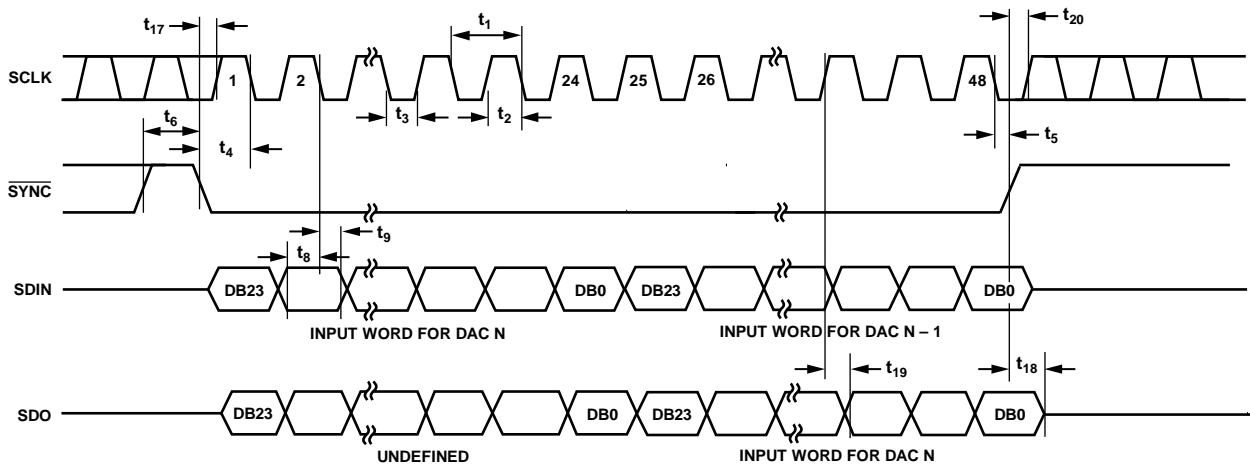 t17
t1
t20
SCLK
1
2
24
25
26
48
t3
t2
t6
t4
t5
SYNC
t9
t8
SDIN
DB23
DB0
DB23
DB0
INPUT WORD FOR DAC N
INPUT WORD FOR DAC N – 1
t19
t18
SDO
DB23
DB0
DB23
DB0
UNDEFINED
INPUT WORD FOR DAC N